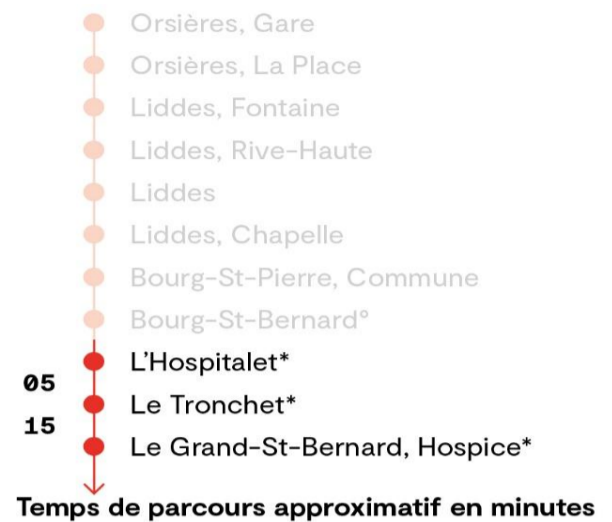 Orsières, Gare
Orsières, La Place
Liddes, Fontaine
Liddes, Rive-Haute
Liddes
Liddes, Chapelle
Bourg-St-Pierre, Commune
Bourg-St-Bernard°
L'Hospitalet*
05
Le Tronchet*
15
Le Grand-St-Bernard, Hospice*
Temps de parcours approximatif en minutes